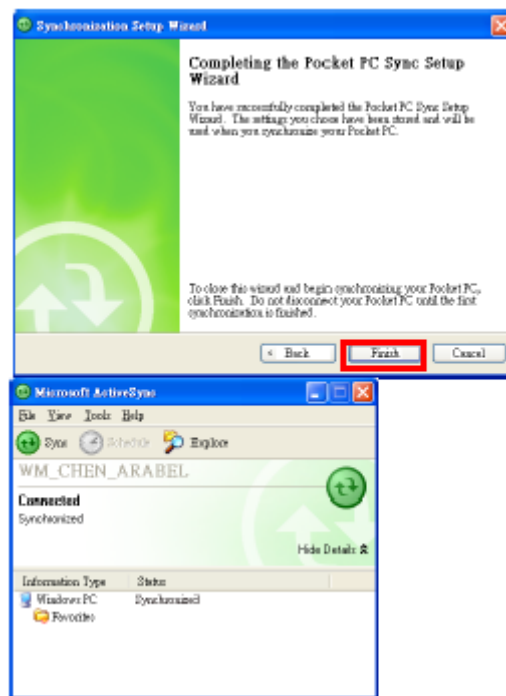 Synchronization Setup Wizard
Completing the Pocket PC Sync Setup
Wizard
You have successfully completed the Pocket PC Sync Setup
Wizard. The settings you chose have been stored and will be
used when you synchronize your Pocket PC.
To close this wizard and begin synchronizing your Pocket PC,
click Finish. Do not disconnect your Pocket PC until the first
synchronization is finished.
< Back Finish Cancel
Microsoft ActiveSync
File View Tools Help
Sync Schedule Explore
WM_CHEN_ARABEL
Connected
Synchronized
Hide Details
Information Type Status
Windows PC Synchronized
Favorites